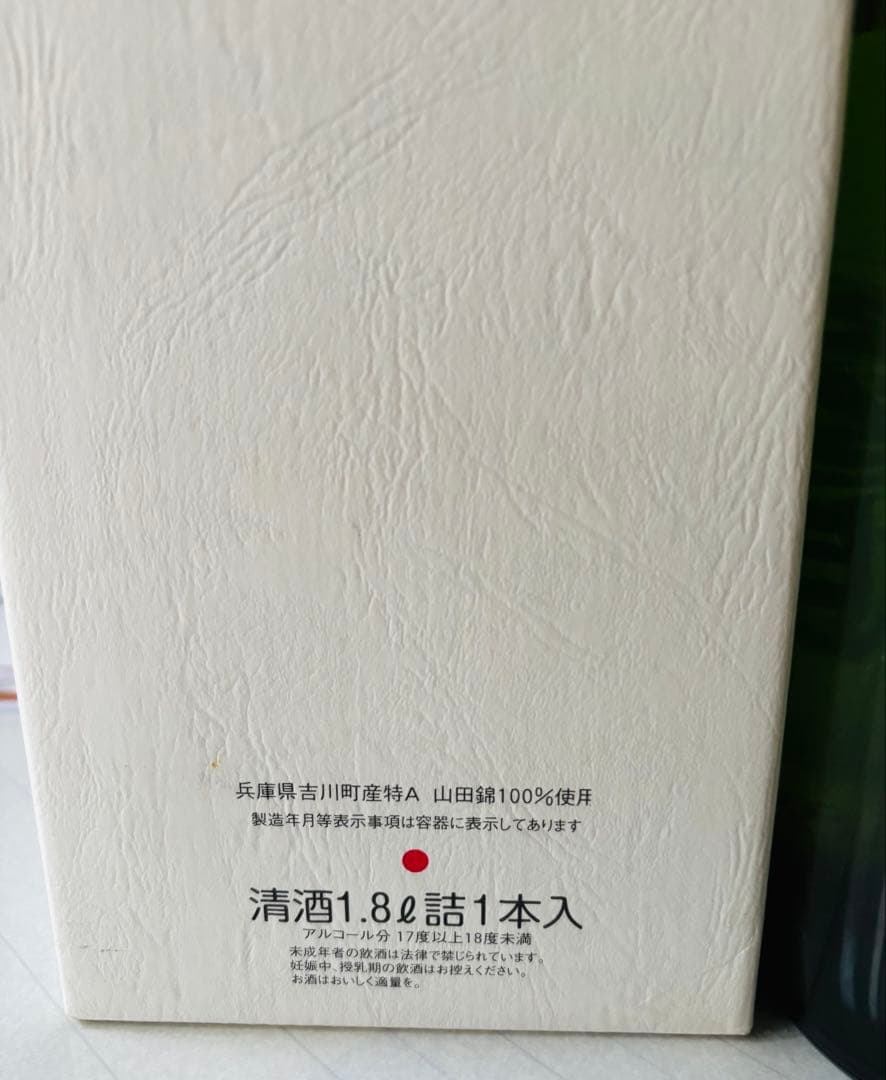 兵庫県吉川町産特A 山田錦100%使用
製造年月等表示事項は容器に表示してあります
清酒1.8ℓ詰1本入
アルコール分 17度以上18度未満
未成年者の飲酒は法律で禁じられています。
妊娠中、授乳期の飲酒はお控えください。
お酒はおいしく適量を。